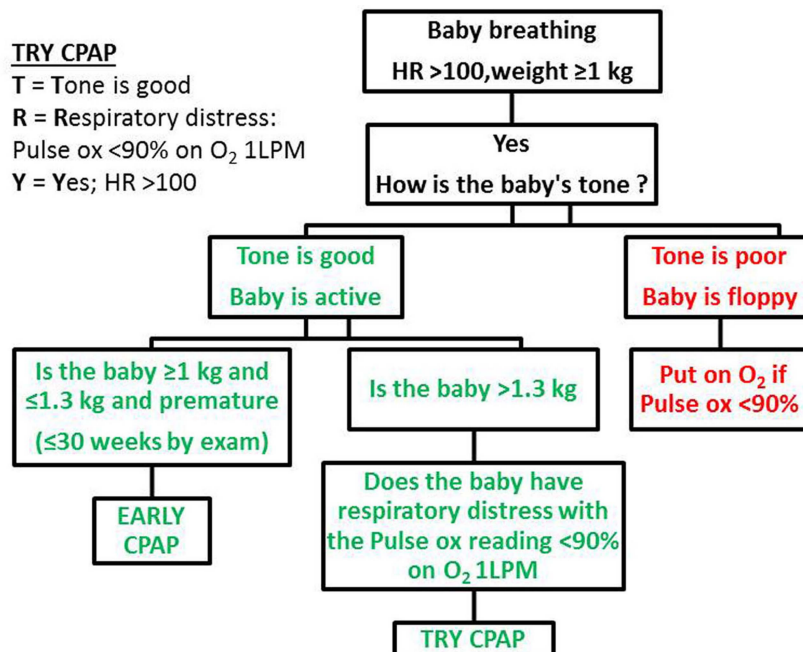 TRY CPAP
T = Tone is good
R = Respiratory distress:
Pulse ox <90% on O₂ 1LPM
Y = Yes; HR >100
Baby breathing
HR >100,weight ≥1 kg
Yes
How is the baby's tone ?
Tone is good
Baby is active
Tone is poor
Baby is floppy
Is the baby ≥1 kg and
≤1.3 kg and premature
(≤30 weeks by exam)
Is the baby >1.3 kg
Put on O₂ if
Pulse ox <90%
EARLY
CPAP
Does the baby have
respiratory distress with
the Pulse ox reading <90%
on O₂ 1LPM
TRY CPAP